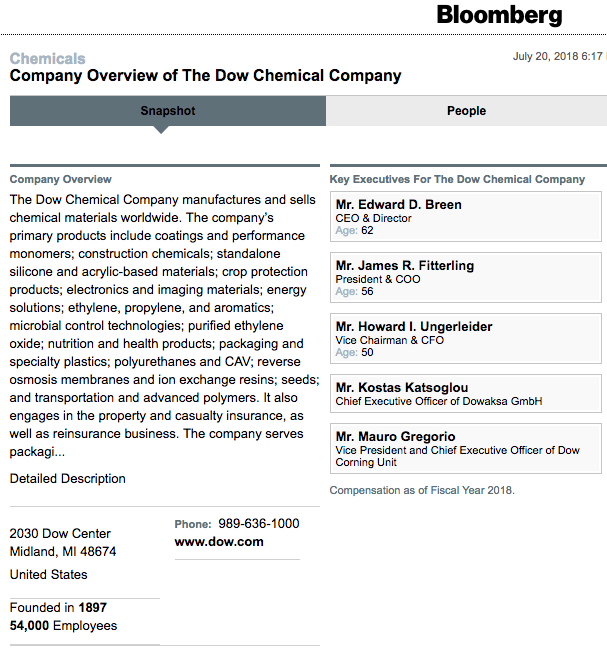 Bloomberg
Chemicals
July 20, 2018 6:17
Company Overview of The Dow Chemical Company
Snapshot
People
Company Overview
The Dow Chemical Company manufactures and sells
chemical materials worldwide. The company's
primary products include coatings and performance
monomers; construction chemicals; standalone
silicone and acrylic-based materials; crop protection
products; electronics and imaging materials; energy
solutions; ethylene, propylene, and aromatics;
microbial control technologies; purified ethylene
oxide; nutrition and health products; packaging and
specialty plastics; polyurethanes and CAV; reverse
osmosis membranes and ion exchange resins; seeds;
and transportation and advanced polymers. It also
engages in the property and casualty insurance, as
well as reinsurance business. The company serves
packagi...
Detailed Description
2030 Dow Center
Midland, MI 48674
United States
Phone: 989-636-1000
www.dow.com
Founded in 1897
54,000 Employees
Key Executives For The Dow Chemical Company
Mr. Edward D. Breen
CEO & Director
Age: 62
Mr. James R. Fitterling
President & COO
Age: 56
Mr. Howard I. Ungerleider
Vice Chairman & CFO
Age: 50
Mr. Kostas Katsoglou
Chief Executive Officer of Dowaksa GmbH
Mr. Mauro Gregorio
Vice President and Chief Executive Officer of Dow
Corning Unit
Compensation as of Fiscal Year 2018.